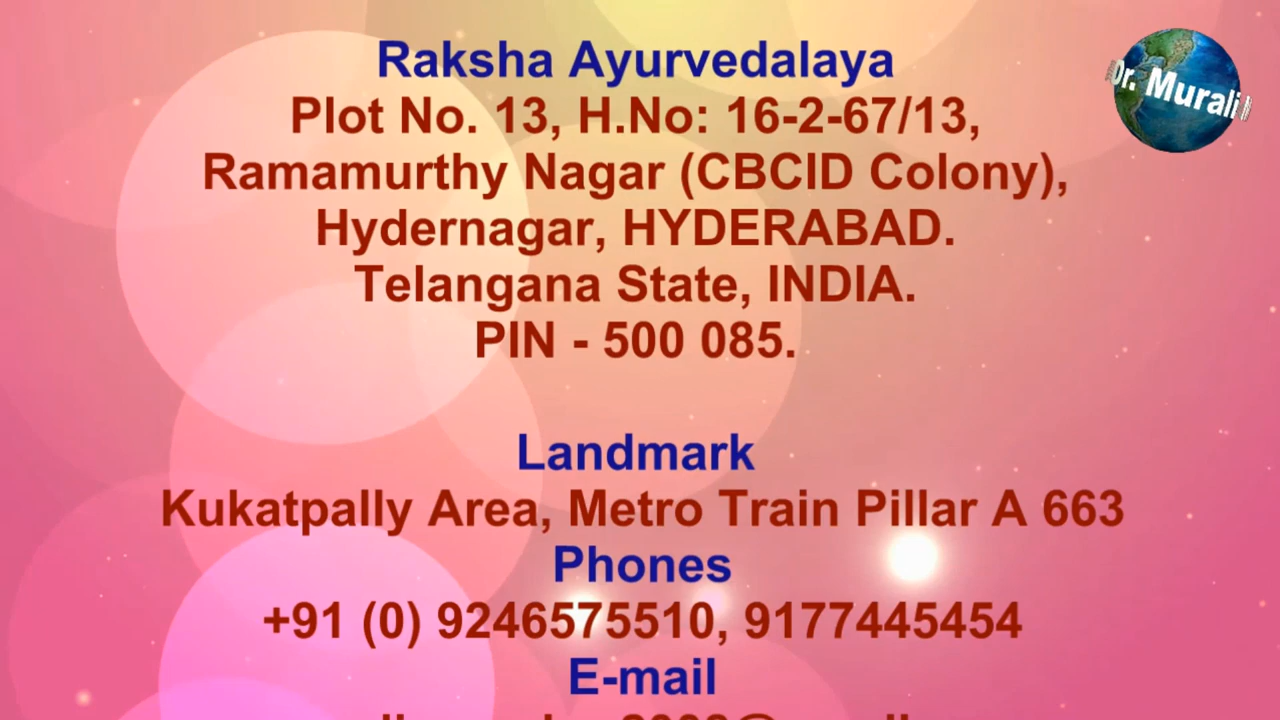 Raksha Ayurvedalaya
Dr. Murali
Plot No. 13, H.No: 16-2-67/13,
Ramamurthy Nagar (CBCID Colony),
Hydernagar, HYDERABAD.
Telangana State, INDIA.
PIN - 500 085.
Landmark
Kukatpally Area, Metro Train Pillar A 663
Phones
+91 (0) 9246575510, 9177445454
E-mail